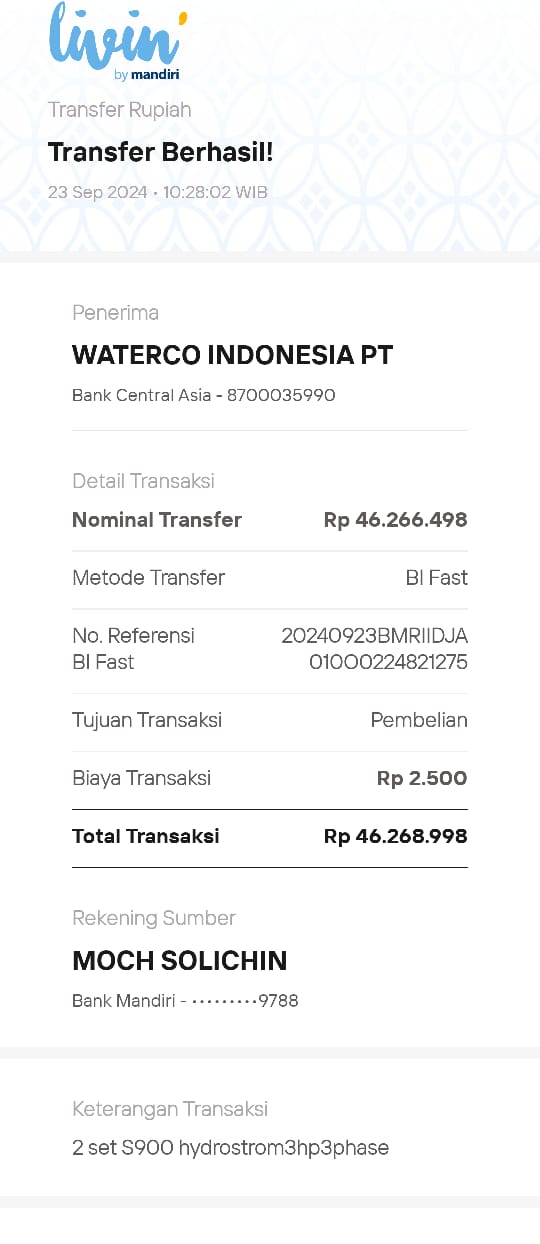 livin'
by mandiri
Transfer Rupiah
Transfer Berhasil!
23 Sep 2024 • 10:28:02 WIB
Penerima
WATERCO INDONESIA PT
Bank Central Asia - 8700035990
Detail Transaksi
Nominal Transfer Rp 46.266.498
Metode Transfer BI Fast
No. Referensi 20240923BMRIIDJA
BI Fast 010O0224821275
Tujuan Transaksi Pembelian
Biaya Transaksi Rp 2.500
Total Transaksi Rp 46.268.998
Rekening Sumber
MOCH SOLICHIN
Bank Mandiri - •••••••••9788
Keterangan Transaksi
2 set S900 hydrostrom3hp3phase